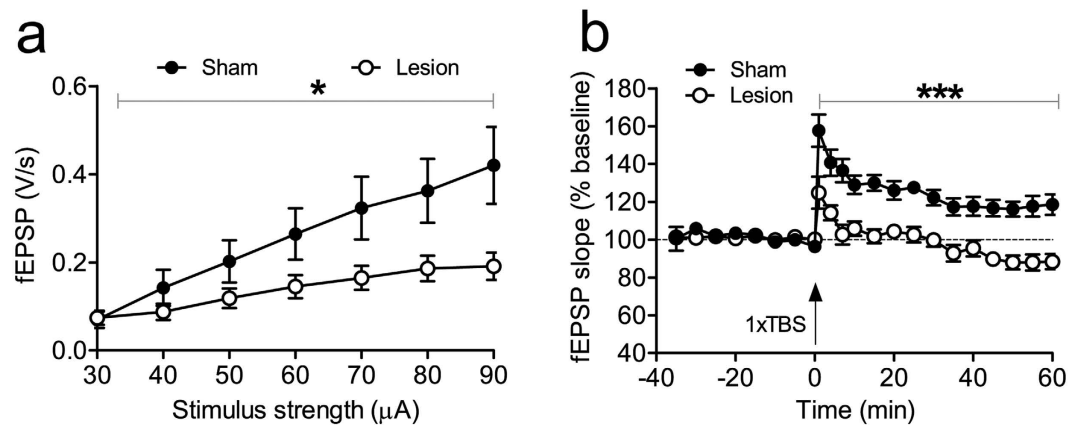 a
Sham
Lesion
*
fEPSP (V/s)
0.6
0.4
0.2
0.0
30 40 50 60 70 80 90
Stimulus strength (μA)
b
Sham
Lesion
***
fEPSP slope (% baseline)
180
160
140
120
100
80
60
40
1xTBS
-40 -20 0 20 40 60
Time (min)